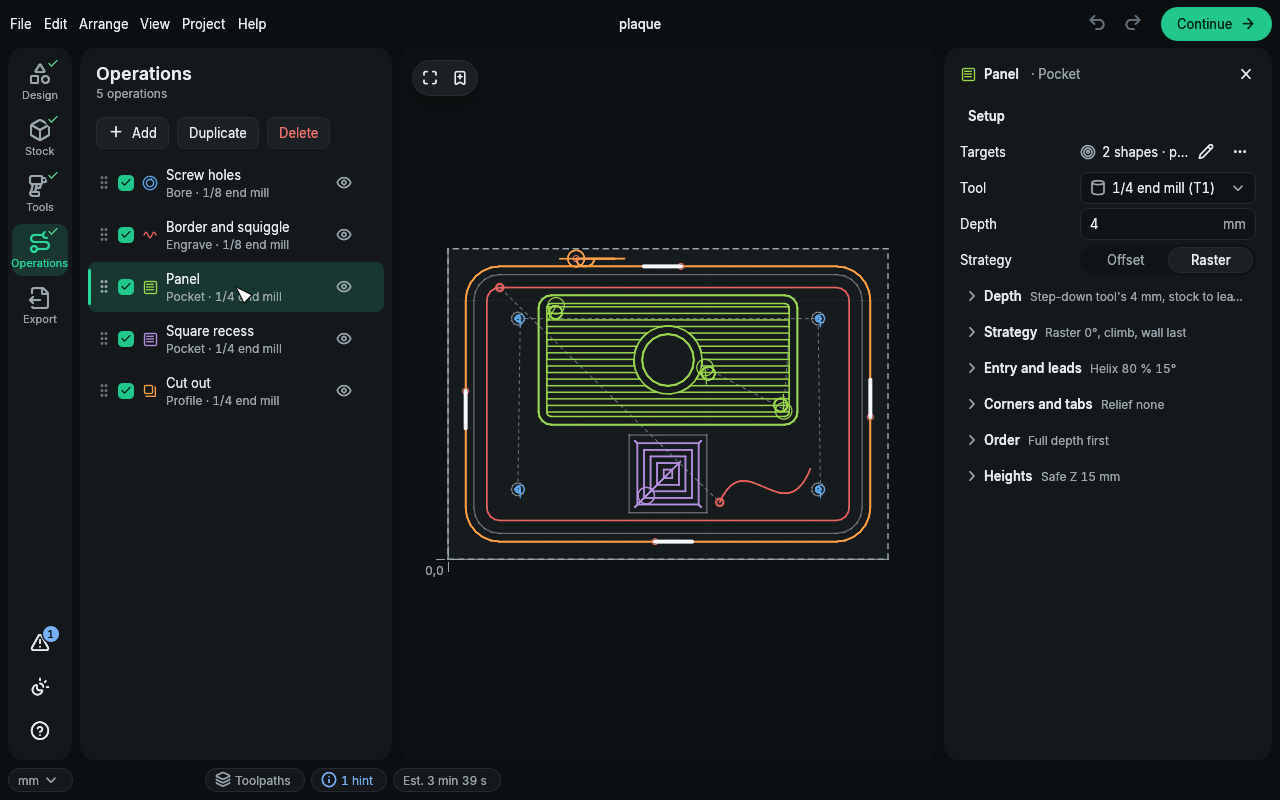 File Edit Arrange View Project Help
plaque
Continue
Design
Stock
Tools
Operations
Export
1
Operations
5 operations
Add
Duplicate
Delete
Screw holes
Bore · 1/8 end mill
Border and squiggle
Engrave · 1/8 end mill
Panel
Pocket · 1/4 end mill
Square recess
Pocket · 1/4 end mill
Cut out
Profile · 1/4 end mill
0,0
Panel · Pocket
Setup
Targets 2 shapes · p...
Tool 1/4 end mill (T1)
Depth 4 mm
Strategy Offset Raster
Depth Step-down tool's 4 mm, stock to lea...
Strategy Raster 0°, climb, wall last
Entry and leads Helix 80 % 15°
Corners and tabs Relief none
Order Full depth first
Heights Safe Z 15 mm
mm
Toolpaths
1 hint
Est. 3 min 39 s